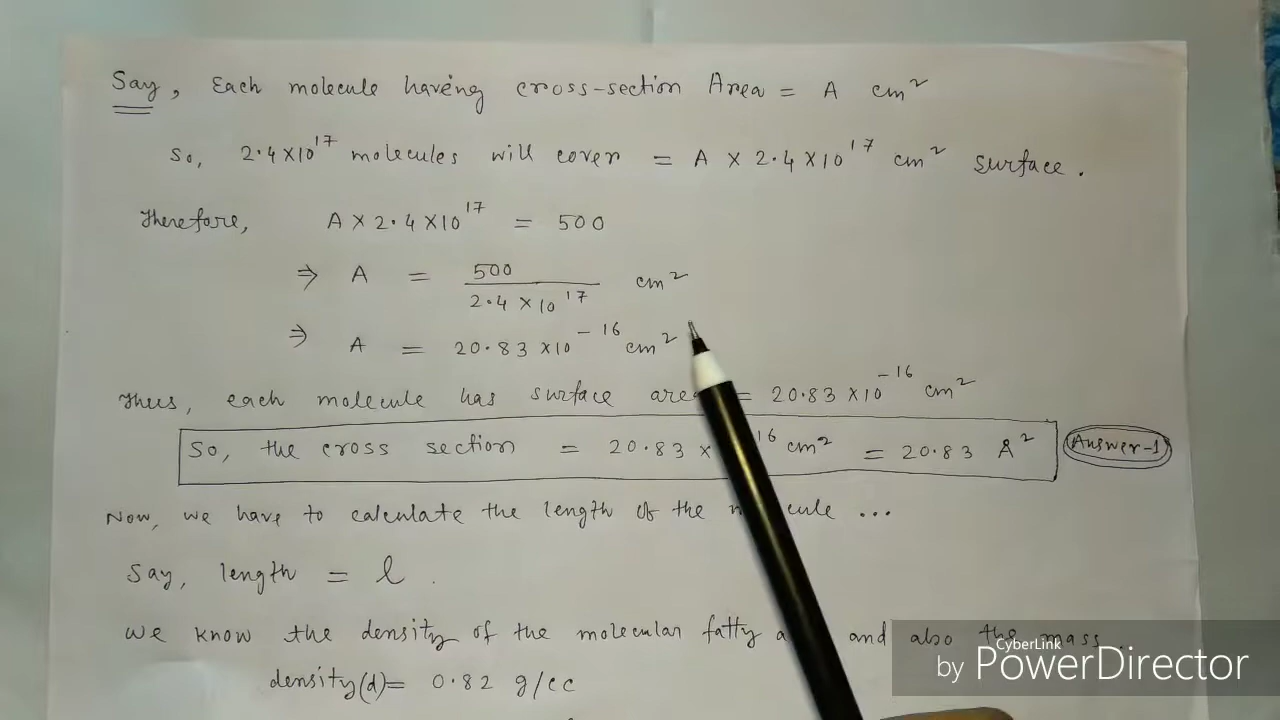 Say, Each molecule having cross-section Area = A cm²
So, 2.4×10¹⁷ molecules will cover = A × 2.4×10¹⁷ cm² surface.
Therefore, A × 2.4×10¹⁷ = 500
⇒ A = 500 / 2.4 × 10¹⁷ cm²
⇒ A = 20.83 ×10⁻¹⁶ cm²
Thus, each molecule has surface area = 20.83 ×10⁻¹⁶ cm²
So, the cross section = 20.83 × 16 cm² = 20.83 Å² Answer-1
Now, we have to calculate the length of the cule ...
Say, length = l.
We know the density of the molecular fatty and also the mass
density(d)= 0.82 g/cc
CyberLink
by PowerDirector